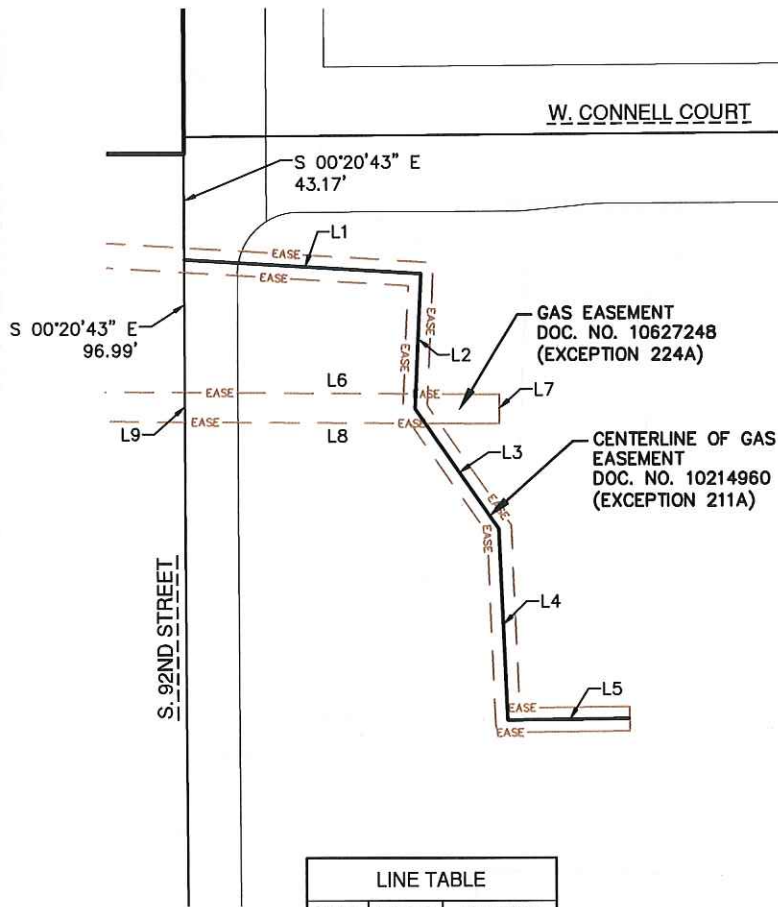 W. CONNELL COURT
S 00°20'43" E
43.17'
L1
EASE
EASE
S 00°20'43" E
96.99'
EASE
EASE
L2
GAS EASEMENT
DOC. NO. 10627248
(EXCEPTION 224A)
L6
EASE
EASE
L7
L9
EASE
L8
EASE
L3
CENTERLINE OF GAS
EASEMENT
DOC. NO. 10214960
(EXCEPTION 211A)
EASE
EASE
S. 92ND STREET
L4
L5
EASE
EASE
LINE TABLE